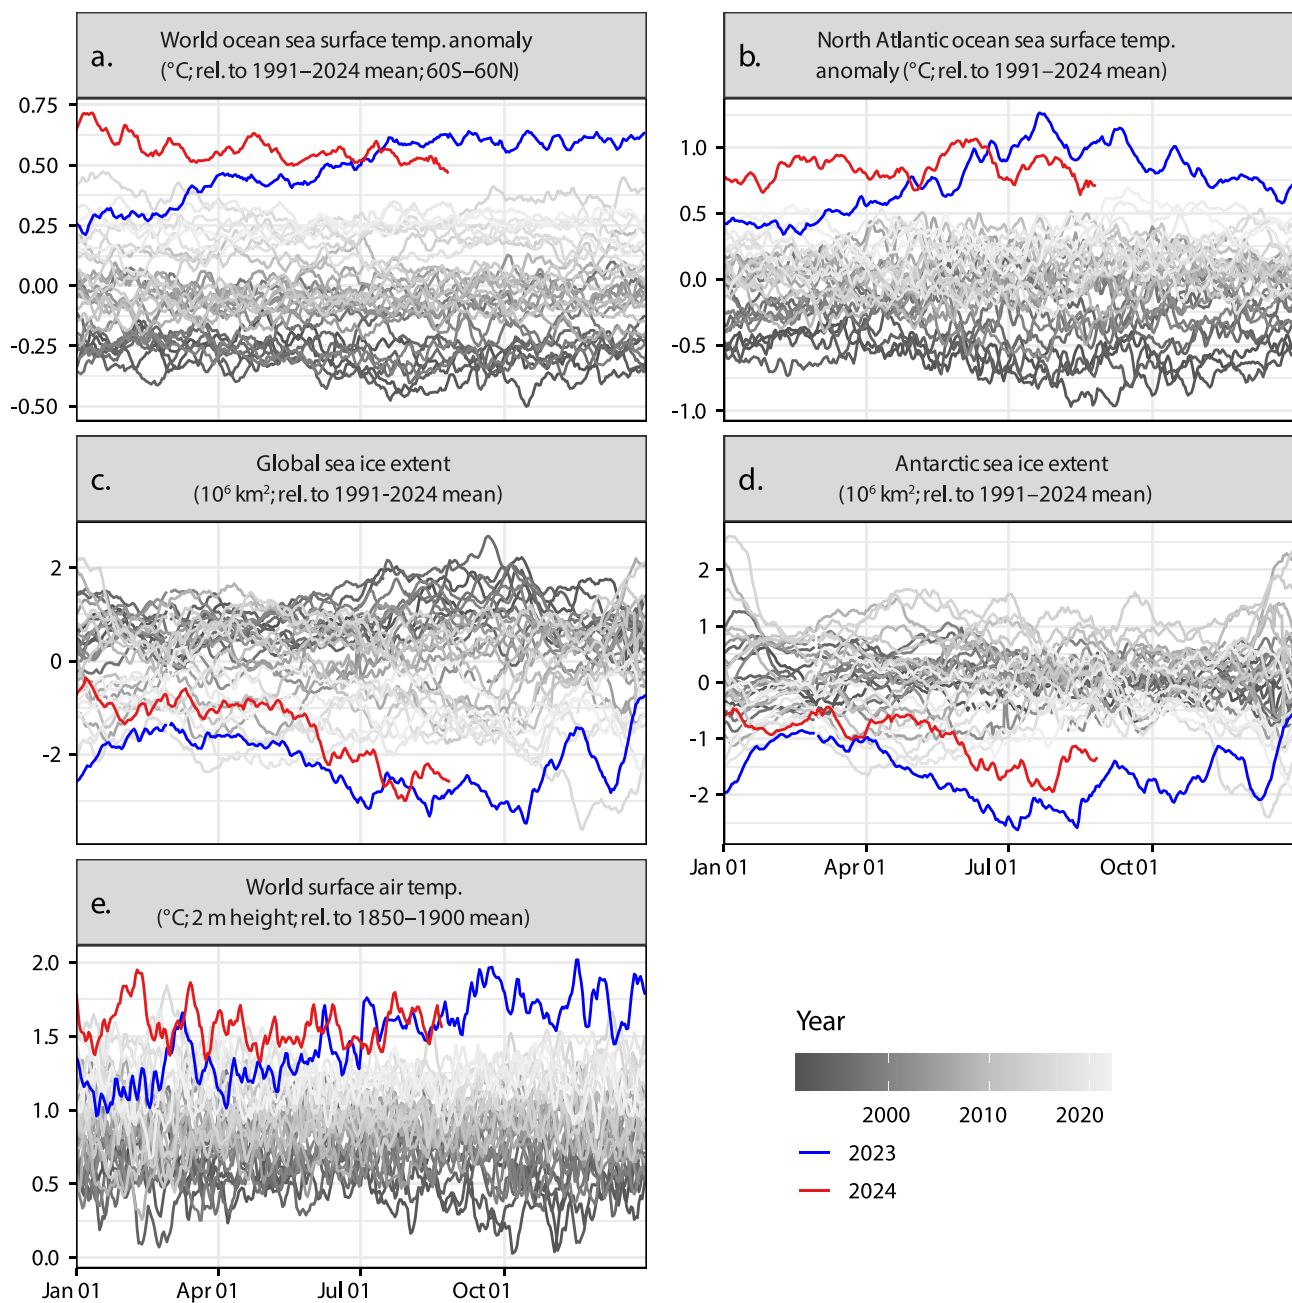 a.
World ocean sea surface temp. anomaly
(°C; rel. to 1991–2024 mean; 60S–60N)
0.75
0.50
0.25
0.00
-0.25
-0.50
b.
North Atlantic ocean sea surface temp.
anomaly (°C; rel. to 1991–2024 mean)
1.0
0.5
0.0
-0.5
-1.0
c.
Global sea ice extent
(10⁶ km²; rel. to 1991-2024 mean)
2
0
-2
d.
Antarctic sea ice extent
(10⁶ km²; rel. to 1991–2024 mean)
2
1
0
-1
-2
Jan 01 Apr 01 Jul 01 Oct 01
e.
World surface air temp.
(°C; 2 m height; rel. to 1850–1900 mean)
2.0
1.5
1.0
0.5
0.0
Jan 01 Apr 01 Jul 01 Oct 01
Year
2000 2010 2020
2023
2024